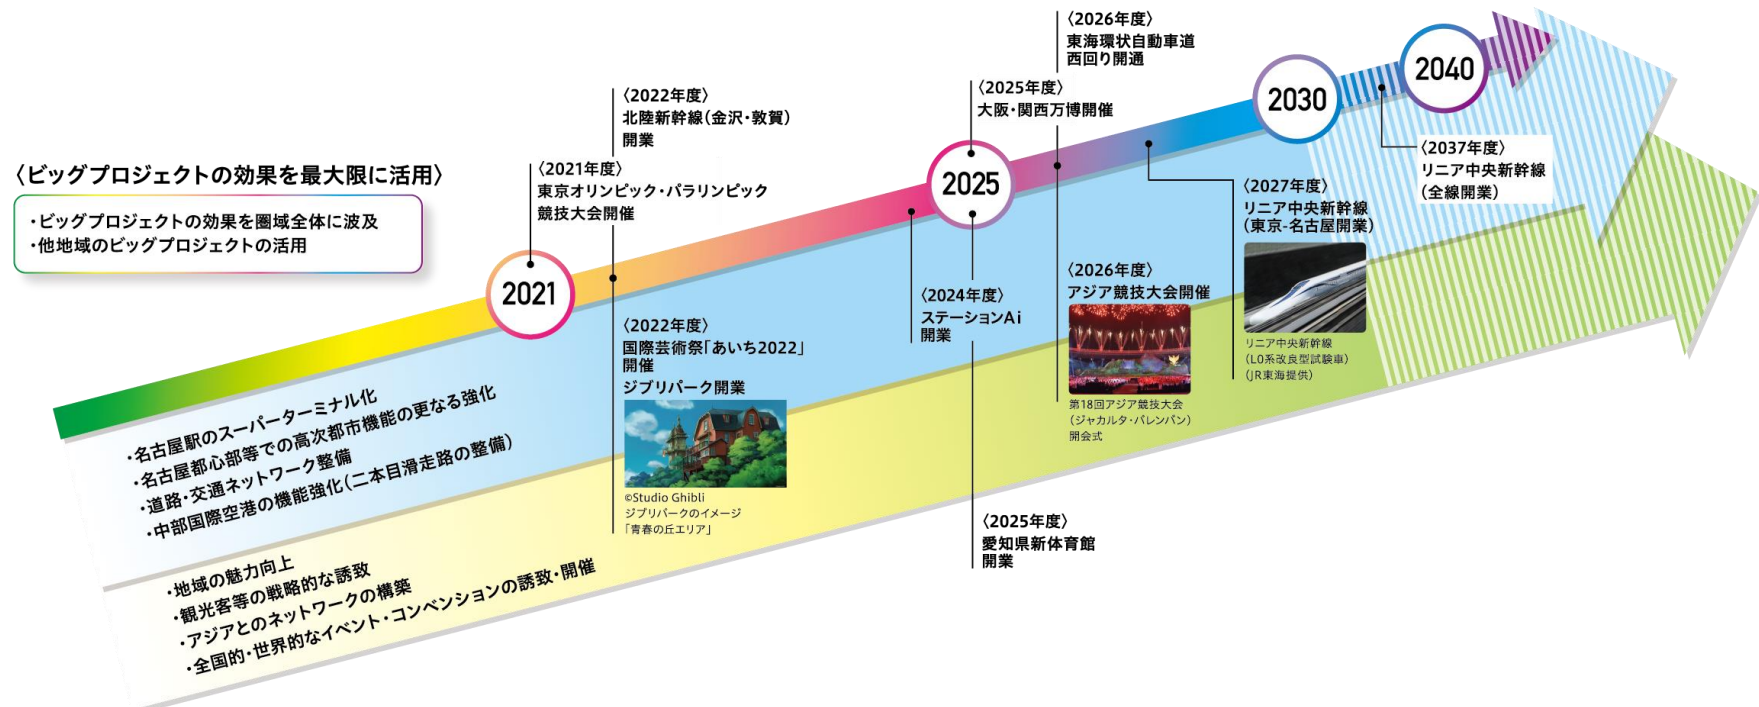 〈ビッグプロジェクトの効果を最大限に活用〉
・ビッグプロジェクトの効果を圏域全体に波及
・他地域のビッグプロジェクトの活用
2021
2025
2030
2040
〈2021年度〉
東京オリンピック・パラリンピック
競技大会開催
〈2022年度〉
北陸新幹線(金沢・敦賀)
開業
〈2022年度〉
国際芸術祭「あいち2022」
開催
ジブリパーク開業
©Studio Ghibli
ジブリパークのイメージ
「青春の丘エリア」
〈2024年度〉
ステーションAi
開業
〈2025年度〉
大阪・関西万博開催
〈2025年度〉
愛知県新体育館
開業
〈2026年度〉
東海環状自動車道
西回り開通
〈2026年度〉
アジア競技大会開催
第18回アジア競技大会
(ジャカルタ・パレンバン)
開会式
〈2027年度〉
リニア中央新幹線
(東京-名古屋開業)
リニア中央新幹線
(L0系改良型試験車)
(JR東海提供)
〈2037年度〉
リニア中央新幹線
(全線開業)
・名古屋駅のスーパーターミナル化
・名古屋都心部等での高次都市機能の更なる強化
・道路・交通ネットワーク整備
・中部国際空港の機能強化(二本目滑走路の整備)
・地域の魅力向上
・観光客等の戦略的な誘致
・アジアとのネットワークの構築
・全国的・世界的なイベント・コンベンションの誘致・開催